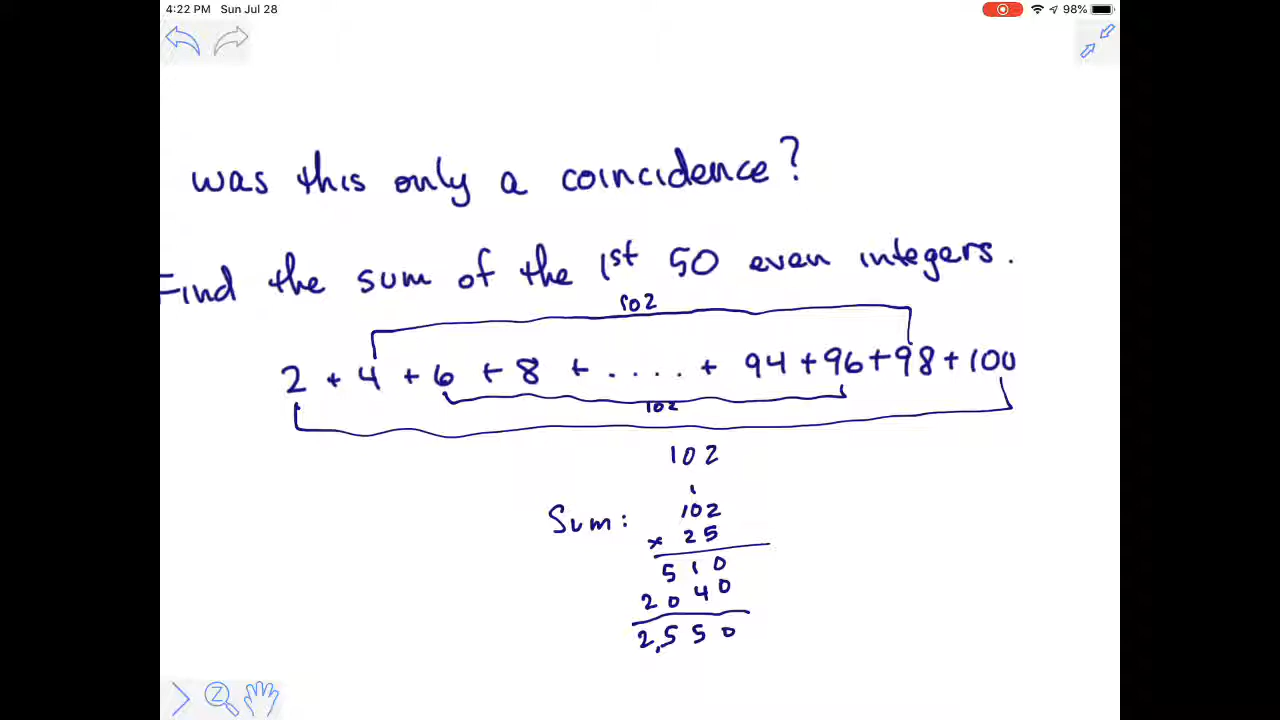 4:22 PM Sun Jul 28
98%
was this only a coincidence?
Find the sum of the 1st 50 even integers.
102
2 + 4 + 6 + 8 + .... + 94 + 96 + 98 + 100
102
102
1
Sum: 102
× 25
510
2040
2,550
Z